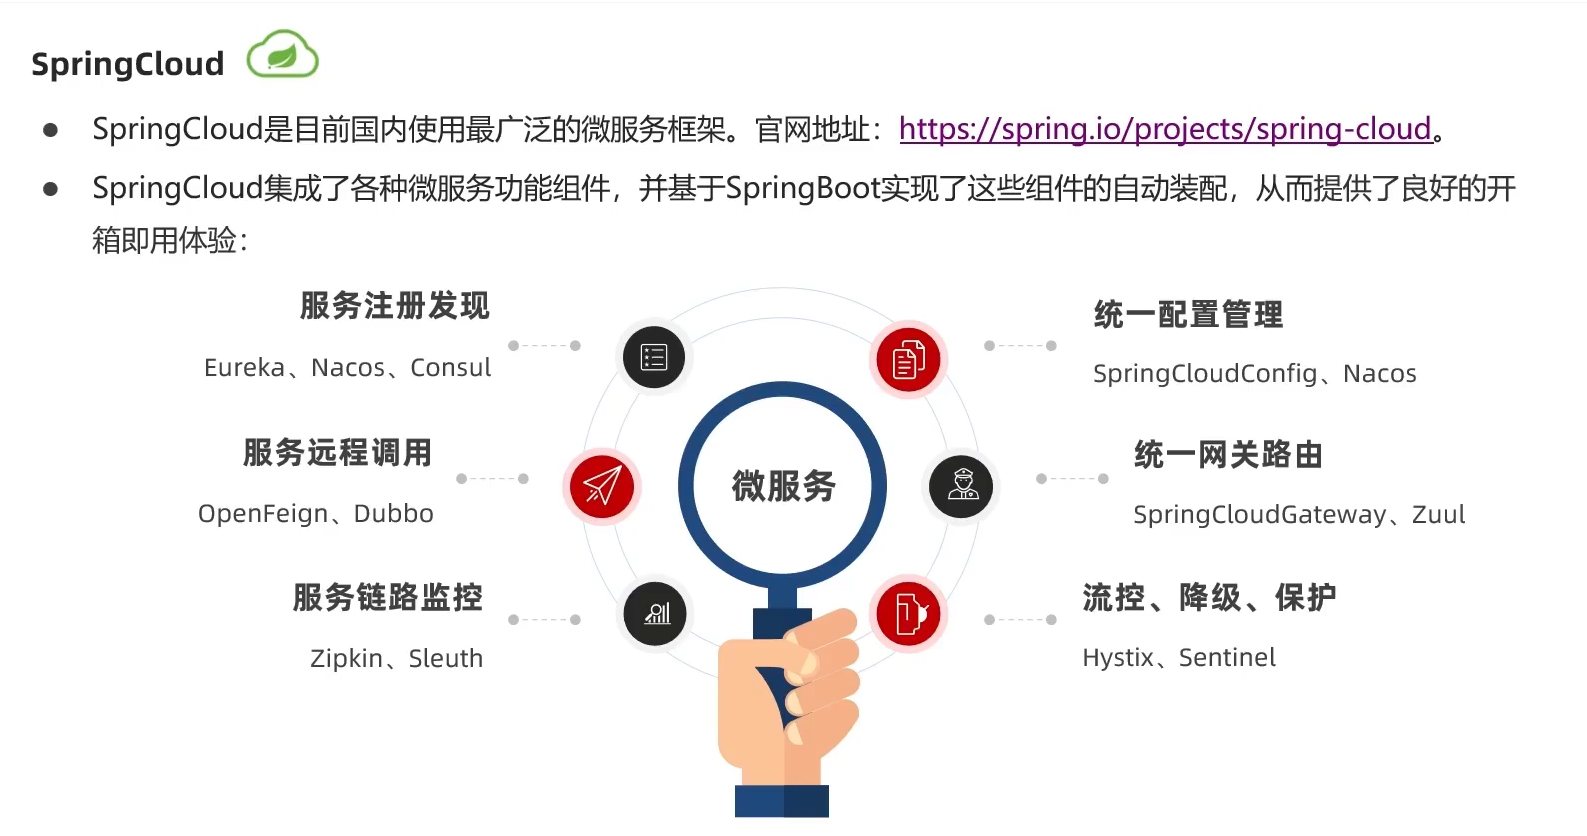 SpringCloud
SpringCloud是目前国内使用最广泛的微服务框架。官网地址：https://spring.io/projects/spring-cloud。
SpringCloud集成了各种微服务功能组件，并基于SpringBoot实现了这些组件的自动装配，从而提供了良好的开
箱即用体验：
服务注册发现
Eureka、Nacos、Consul
服务远程调用
OpenFeign、Dubbo
服务链路监控
Zipkin、Sleuth
微服务
统一配置管理
SpringCloudConfig、Nacos
统一网关路由
SpringCloudGateway、Zuul
流控、降级、保护
Hystix、Sentinel